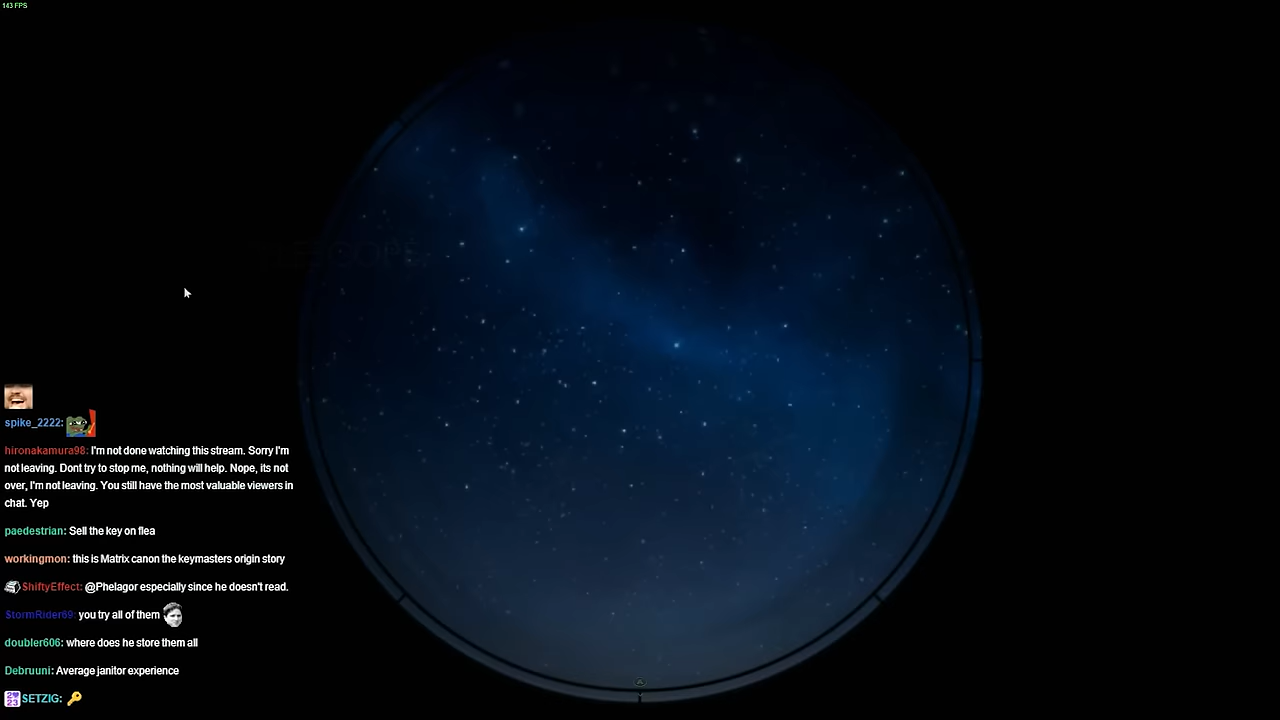 143 FPS
spike_2222:
hironakamura98: I'm not done watching this stream. Sorry I'm
not leaving. Dont try to stop me, nothing will help. Nope, its not
over, I'm not leaving. You still have the most valuable viewers in
chat. Yep
paedestrian: Sell the key on flea
workingmon: this is Matrix canon the keymasters origin story
ShiftyEffect: @Phelagor especially since he doesn't read.
StormRider69: you try all of them
doubler606: where does he store them all
Debruuni: Average janitor experience
SETZIG: